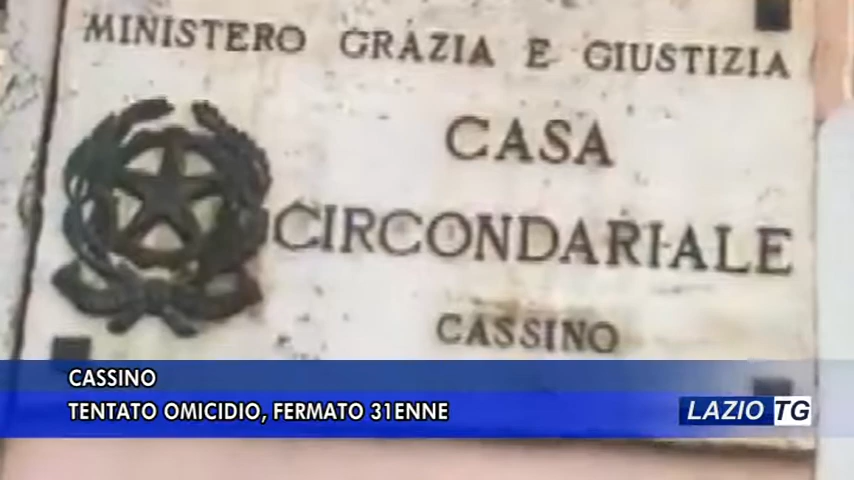 MINISTERO GRAZIA E GIUSTIZIA
CASA
CIRCONDARIALE
CASSINO
CASSINO
TENTATO OMICIDIO, FERMATO 31ENNE
LAZIO TG